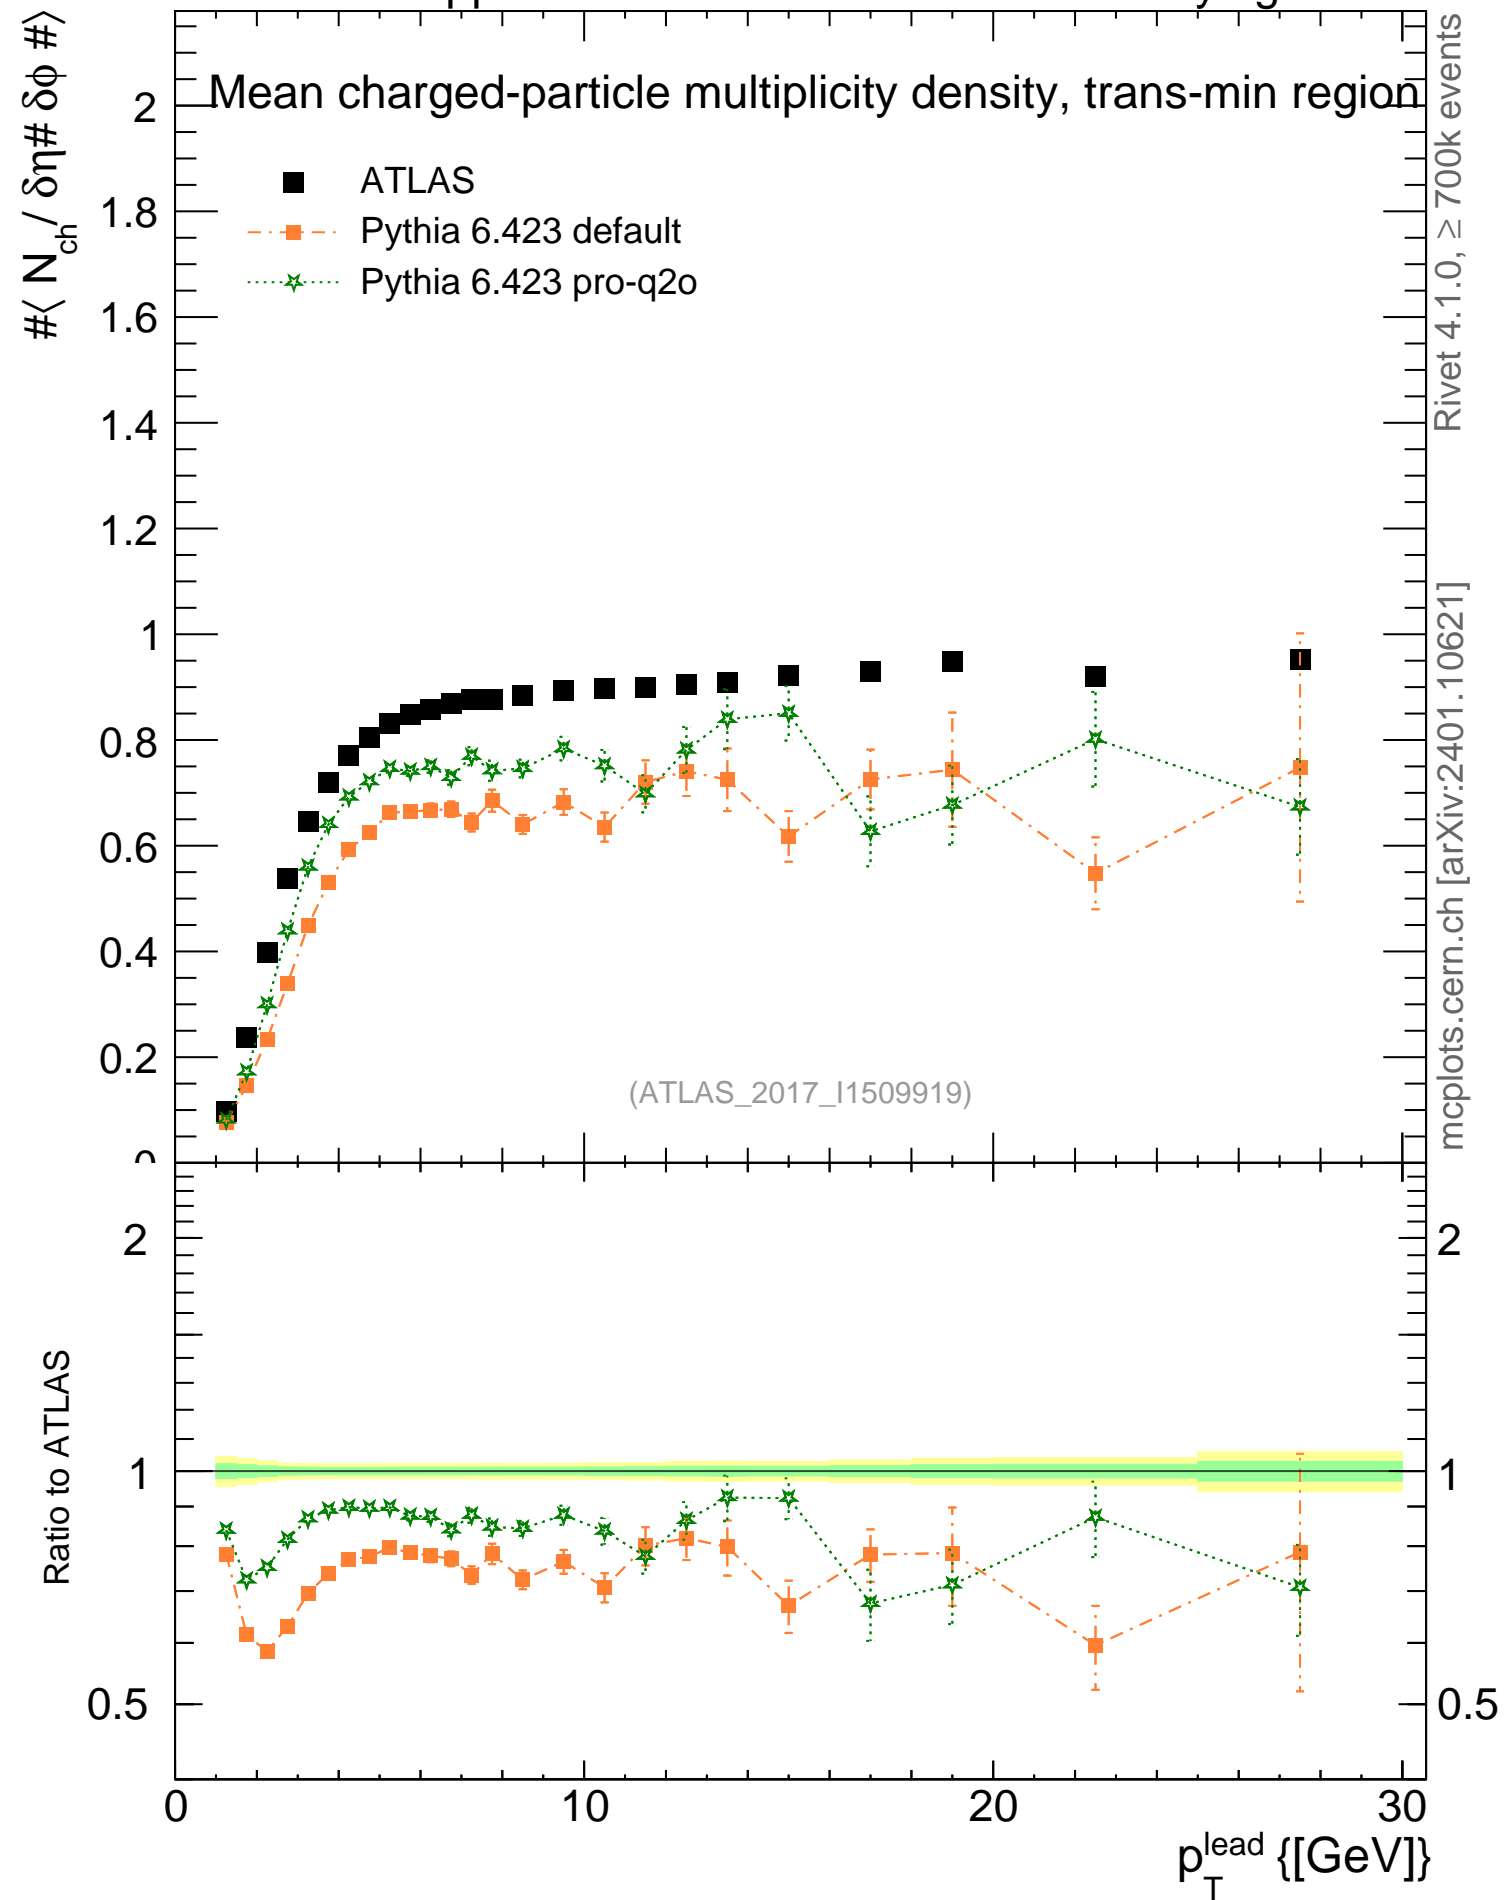 Mean charged-particle multiplicity density, trans-min region
#⟨ N_ch / δη# δϕ #⟩
ATLAS
Pythia 6.423 default
Pythia 6.423 pro-q2o
2
1.8
1.6
1.4
1.2
1
0.8
0.6
0.4
0.2
0
(ATLAS_2017_I1509919)
Rivet 4.1.0, ≥ 700k events
mcplots.cern.ch [arXiv:2401.10621]
Ratio to ATLAS
2
1
0.5
2
1
0.5
0
10
20
30
p_T^lead {[GeV]}